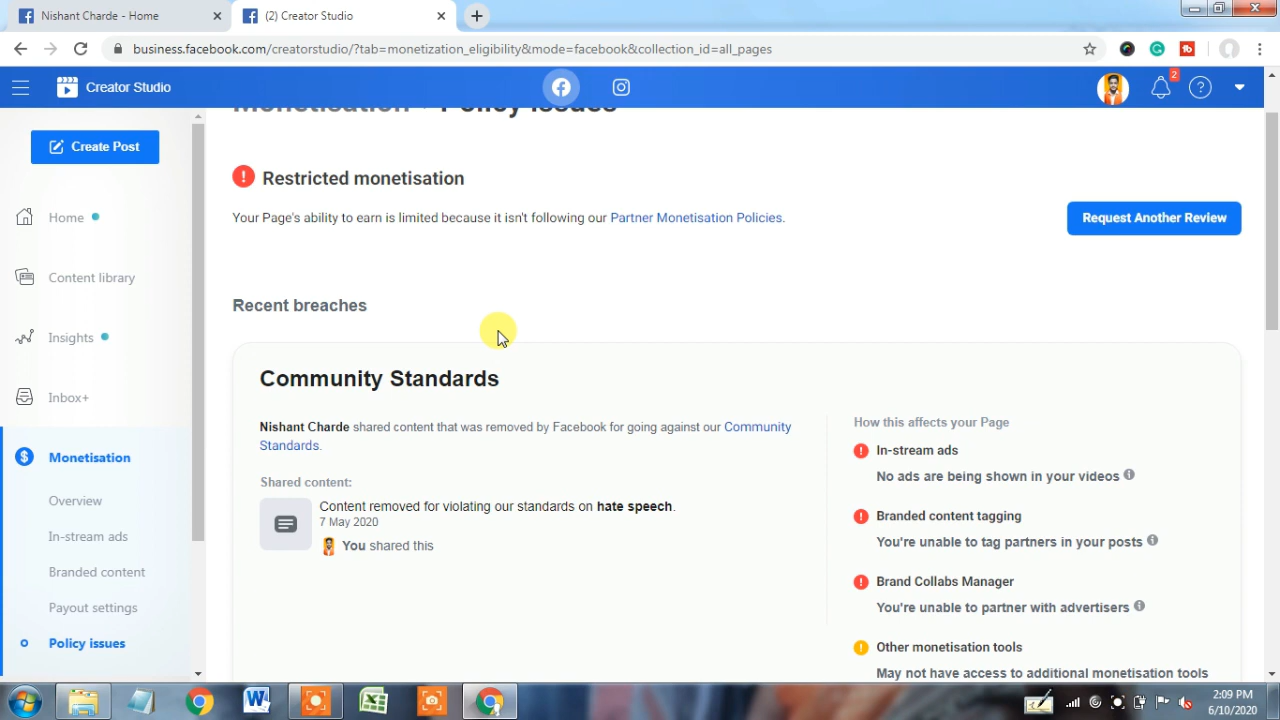 Nishant Charde - Home
(2) Creator Studio
business.facebook.com/creatorstudio/?tab=monetization_eligibility&mode=facebook&collection_id=all_pages
Creator Studio
2
Create Post
Home
Content library
Insights
Inbox+
Monetisation
Overview
In-stream ads
Branded content
Payout settings
Policy issues
Monetisation • Policy issues
Restricted monetisation
Your Page's ability to earn is limited because it isn't following our Partner Monetisation Policies.
Request Another Review
Recent breaches
Community Standards
Nishant Charde shared content that was removed by Facebook for going against our Community
Standards.
Shared content:
Content removed for violating our standards on hate speech.
7 May 2020
You shared this
How this affects your Page
In-stream ads
No ads are being shown in your videos
Branded content tagging
You're unable to tag partners in your posts
Brand Collabs Manager
You're unable to partner with advertisers
Other monetisation tools
May not have access to additional monetisation tools
2:09 PM
6/10/2020